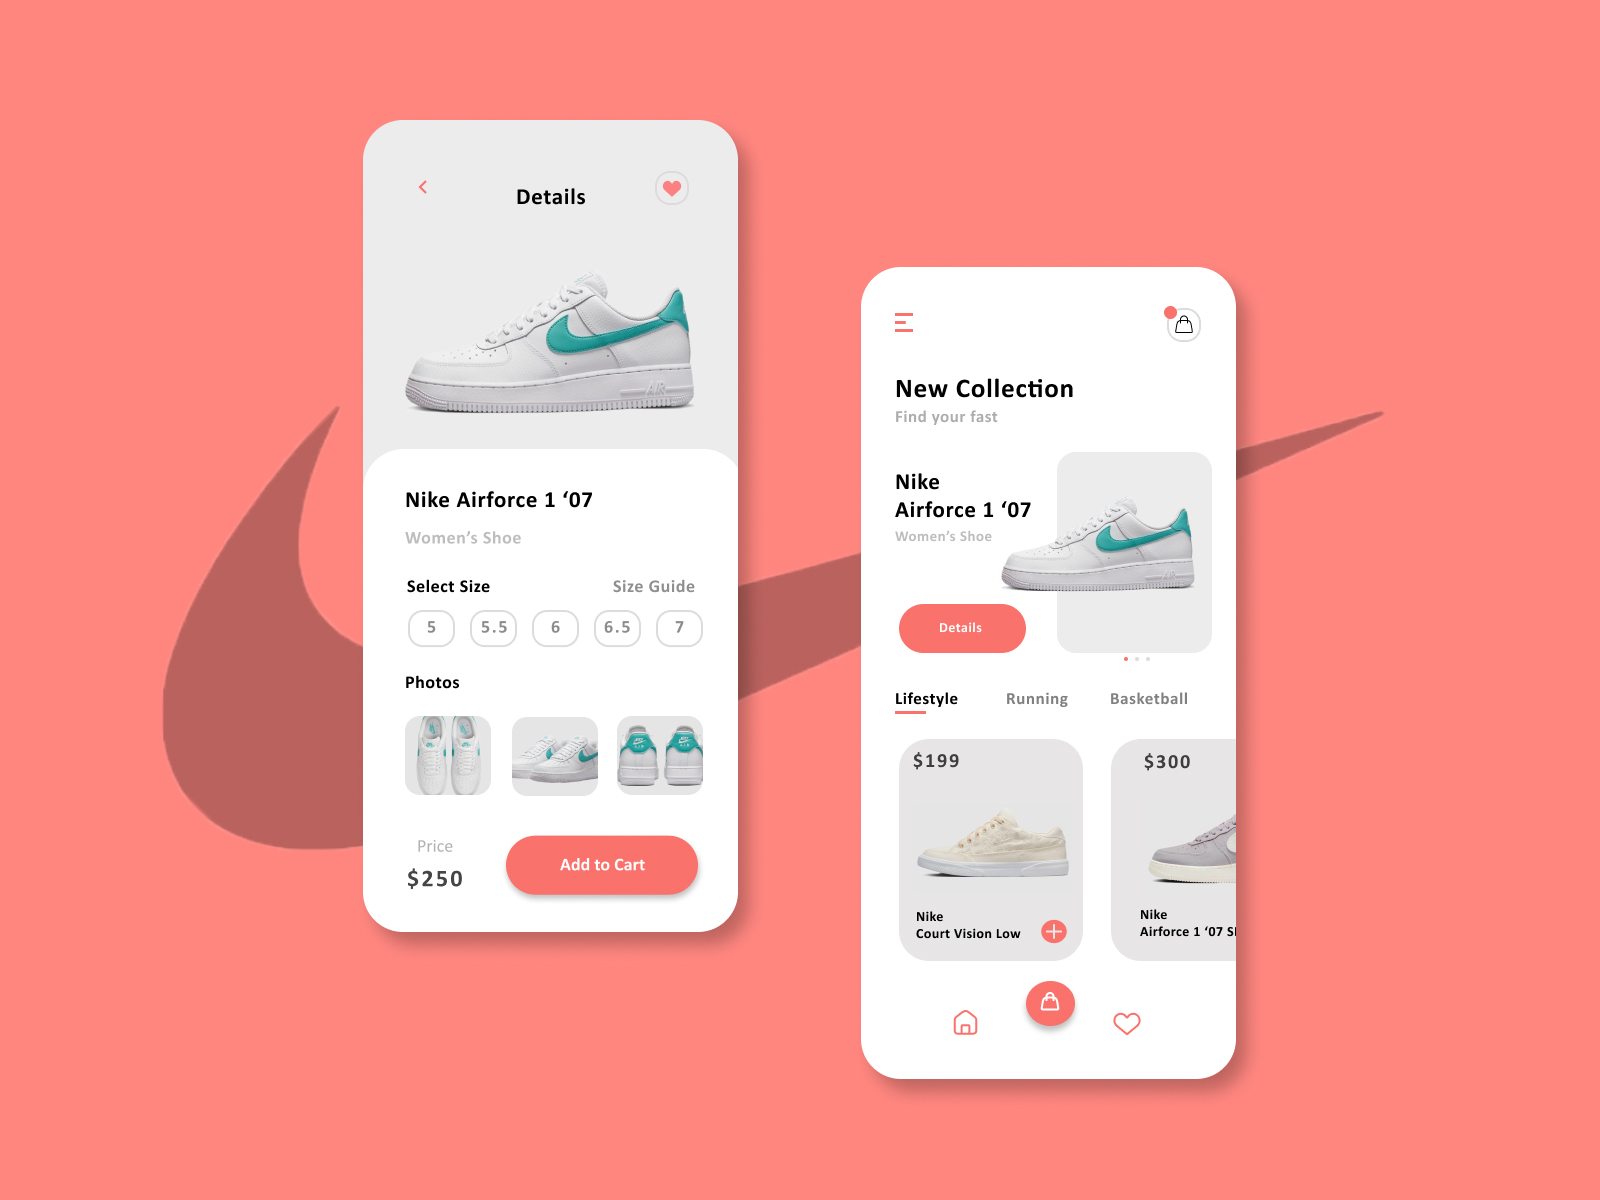 Details
Nike Airforce 1 ‘07
Women’s Shoe
Select Size
Size Guide
5
5.5
6
6.5
7
Photos
Price
$250
Add to Cart
New Collection
Find your fast
Nike
Airforce 1 ‘07
Women’s Shoe
Details
Lifestyle
Running
Basketball
$199
Nike
Court Vision Low
$300
Nike
Airforce 1 ‘07
AIR